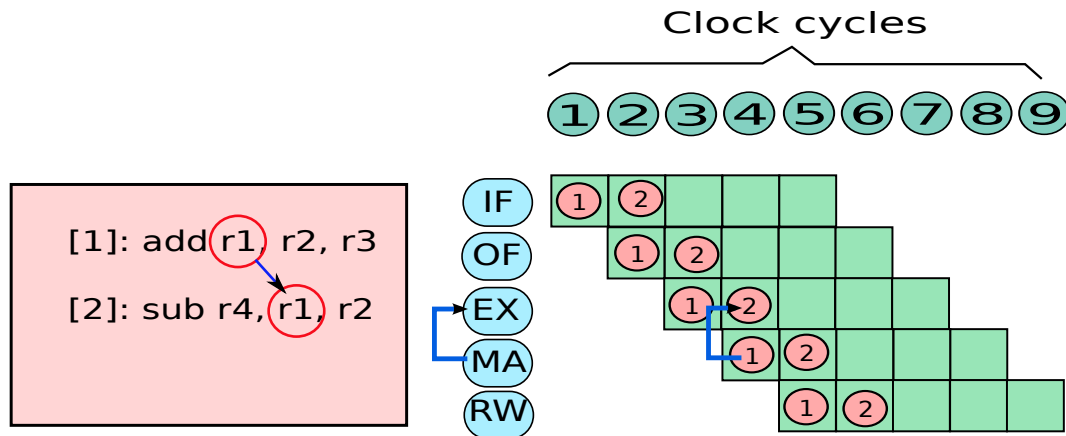 Clock cycles
1 2 3 4 5 6 7 8 9
[1]: add r1, r2, r3
[2]: sub r4, r1, r2
IF 1 2
OF 1 2
EX 1 2
MA 1 2
RW 1 2